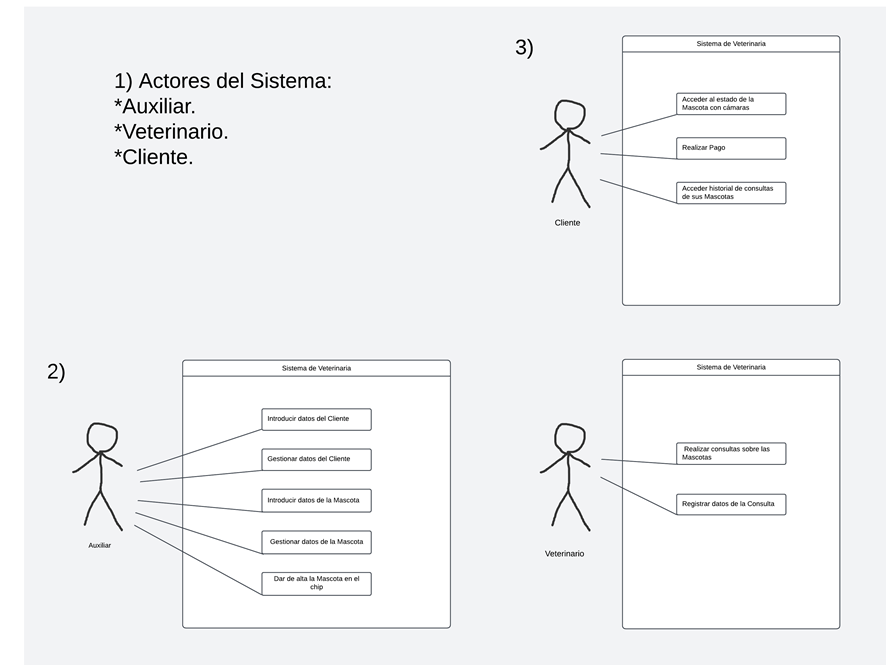 1) Actores del Sistema:
*Auxiliar.
*Veterinario.
*Cliente.
3)
Sistema de Veterinaria
Acceder al estado de la
Mascota con cámaras
Realizar Pago
Acceder historial de consultas
de sus Mascotas
Cliente
2)
Sistema de Veterinaria
Introducir datos del Cliente
Gestionar datos del Cliente
Introducir datos de la Mascota
Gestionar datos de la Mascota
Dar de alta la Mascota en el
chip
Auxiliar
Sistema de Veterinaria
Realizar consultas sobre las
Mascotas
Registrar datos de la Consulta
Veterinario